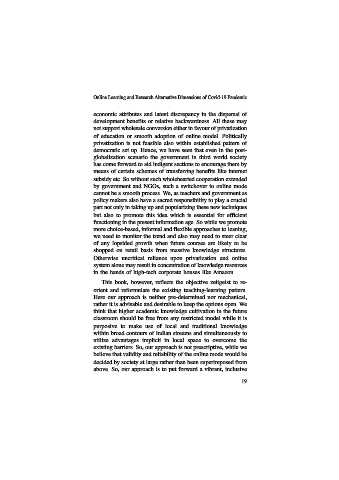 Online Learning and Research Alternative Dimensions of Covid-19 Pandemic
economic attributes and latent discrepancy in the dispersal of
development benefits or relative backwardness. All these may
not support wholesale conversion either in favour of privatization
of education or smooth adoption of online model. Politically
privatization is not feasible also within established pattern of
democratic set up. Hence, we have seen that even in the post-
globalization scenario the government in third world society
has come forward to aid indigent sections to encourage them by
means of certain schemes of transferring benefits like internet
subsidy etc. So without such wholehearted cooperation extended
by government and NGOs, such a switchover to online mode
cannot be a smooth process. We, as teachers and government as
policy makers also have a sacred responsibility to play a crucial
part not only in taking up and popularizing these new techniques
but also to promote this idea which is essential for efficient
functioning in the present information age. So while we promote
more choice-based, informal and flexible approaches to learning,
we need to monitor the trend and also may need to steer clear
of any lopsided growth when future courses are likely to be
shopped on retail basis from massive knowledge structures.
Otherwise uncritical reliance upon privatization and online
system alone may result in concentration of knowledge resources
in the hands of high-tech corporate houses like Amazon.
This book, however, reflects the objective zeitgeist to re-
orient and reformulate the existing teaching-learning pattern.
Here our approach is neither pre-determined nor mechanical,
rather it is advisable and desirable to keep the options open. We
think that higher academic knowledge cultivation in the future
classroom should be free from any restricted model while it is
purposive to make use of local and traditional knowledge
within broad contours of Indian streams and simultaneously to
utilize advantages implicit in local space to overcome the
existing barriers. So, our approach is not prescriptive, while we
believe that validity and reliability of the online mode would be
decided by society at large rather than been superimposed from
above. So, our approach is to put forward a vibrant, inclusive
19